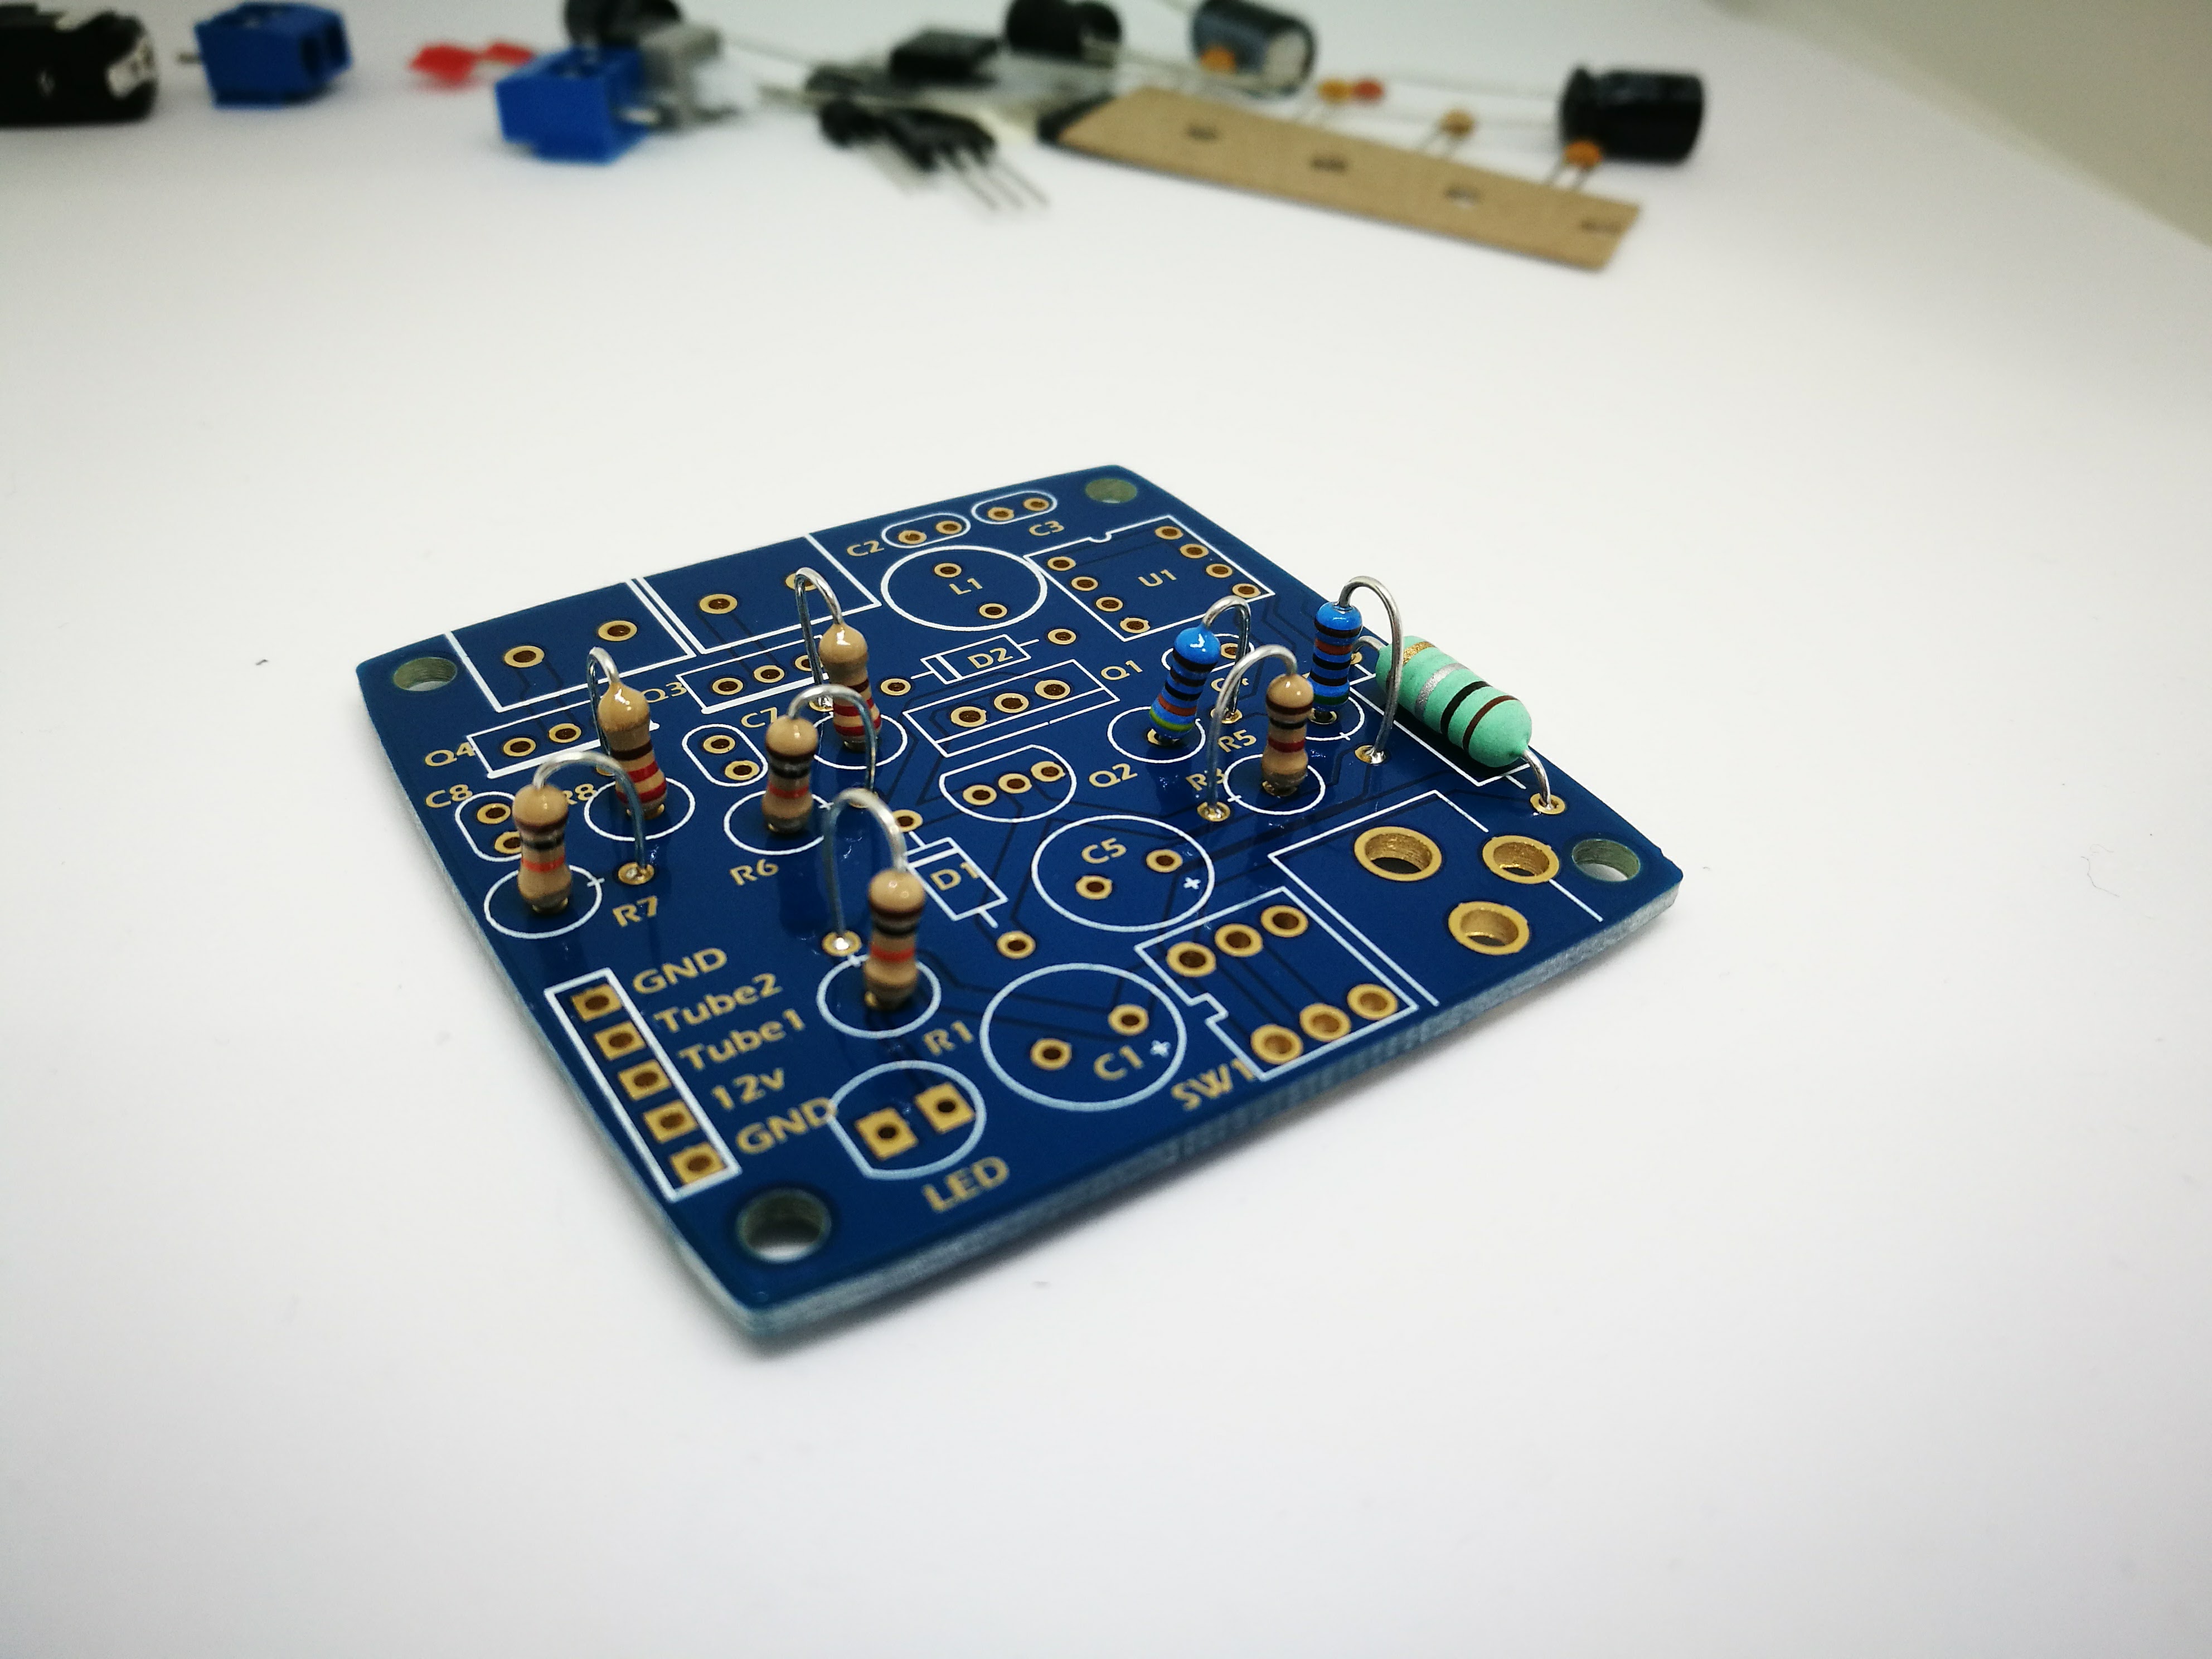 C2
C3
L1
U1
D2
Q1
Q3
C7
Q4
R5
Q2
C8
R8
R6
D1
C5
+
R7
GND
Tube2
Tube1
12v
GND
R1
C1 +
SW1
LED